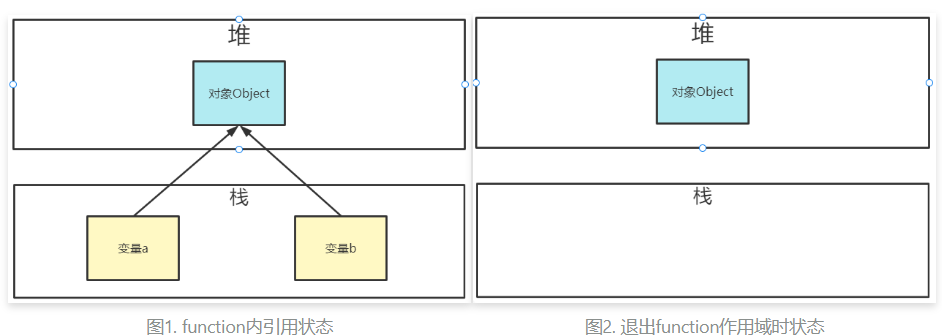 堆
对象Object
栈
变量a
变量b
图1. function内引用状态
堆
对象Object
栈
图2. 退出function作用域时状态